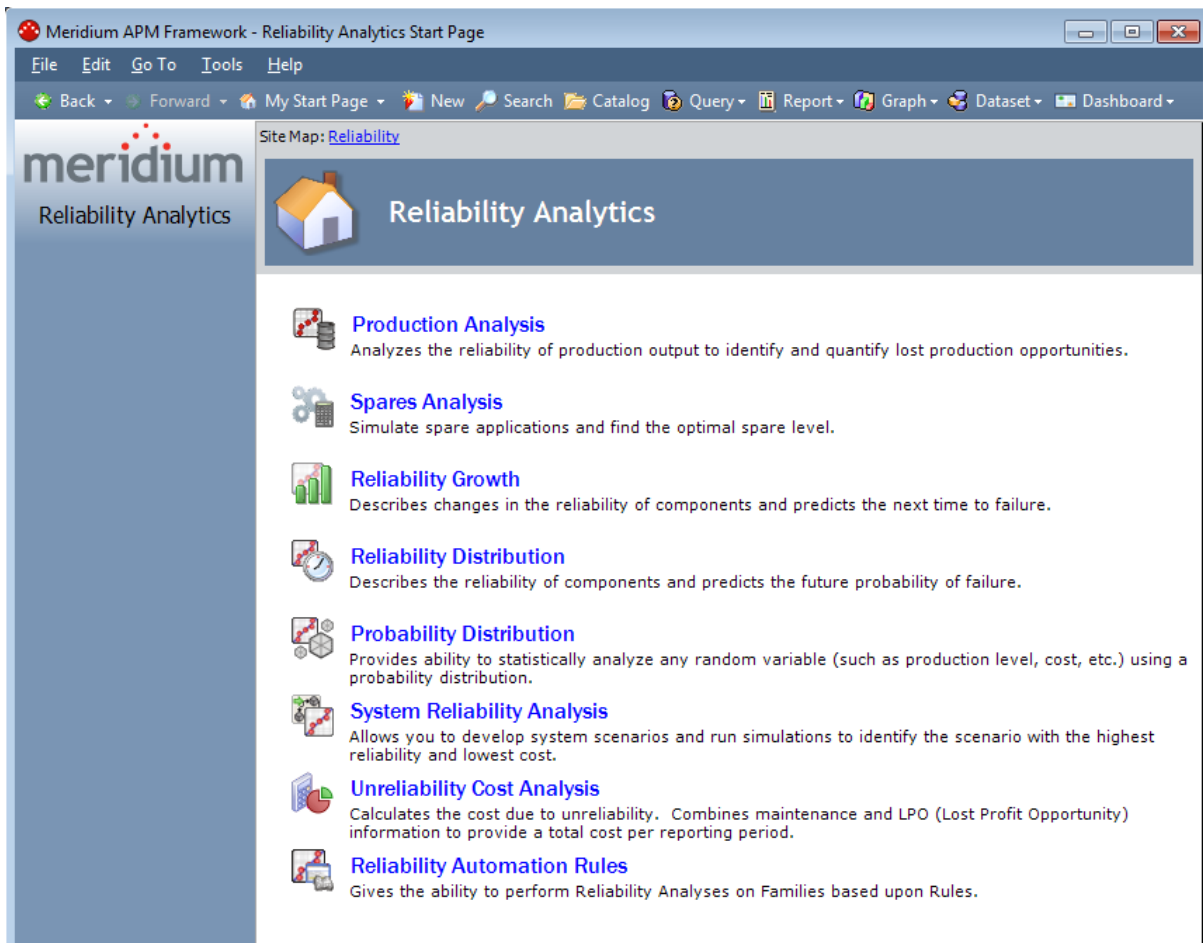 Meridium APM Framework - Reliability Analytics Start Page
File Edit Go To Tools Help
Back Forward My Start Page New Search Catalog Query Report Graph Dataset Dashboard
Site Map: Reliability
meridium
Reliability Analytics
Reliability Analytics
Production Analysis
Analyzes the reliability of production output to identify and quantify lost production opportunities.
Spares Analysis
Simulate spare applications and find the optimal spare level.
Reliability Growth
Describes changes in the reliability of components and predicts the next time to failure.
Reliability Distribution
Describes the reliability of components and predicts the future probability of failure.
Probability Distribution
Provides ability to statistically analyze any random variable (such as production level, cost, etc.) using a
probability distribution.
System Reliability Analysis
Allows you to develop system scenarios and run simulations to identify the scenario with the highest
reliability and lowest cost.
Unreliability Cost Analysis
Calculates the cost due to unreliability.  Combines maintenance and LPO (Lost Profit Opportunity)
information to provide a total cost per reporting period.
Reliability Automation Rules
Gives the ability to perform Reliability Analyses on Families based upon Rules.